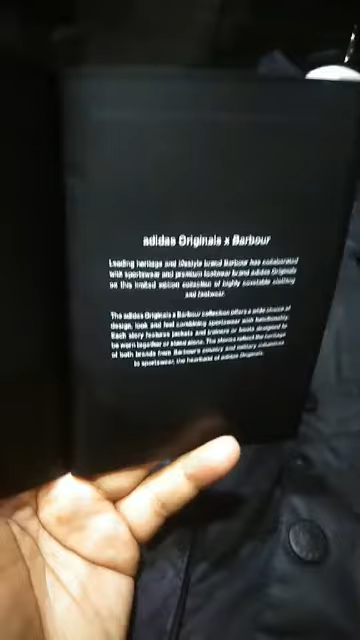 adidas Originals x Barbour
Leading heritage and lifestyle brand Barbour has collaborated
with sportswear and premium footwear brand adidas Originals
on this limited edition collection of highly covetable clothing
and footwear.
The adidas Originals x Barbour collection offers a wide choice of
design, look and feel combining sportswear with functionality.
Each story features jackets and trainers or boots designed to
be worn together or stand alone. The stories reflect the heritage
of both brands from Barbour's country and military
to sportswear, the heartland of adidas Originals.